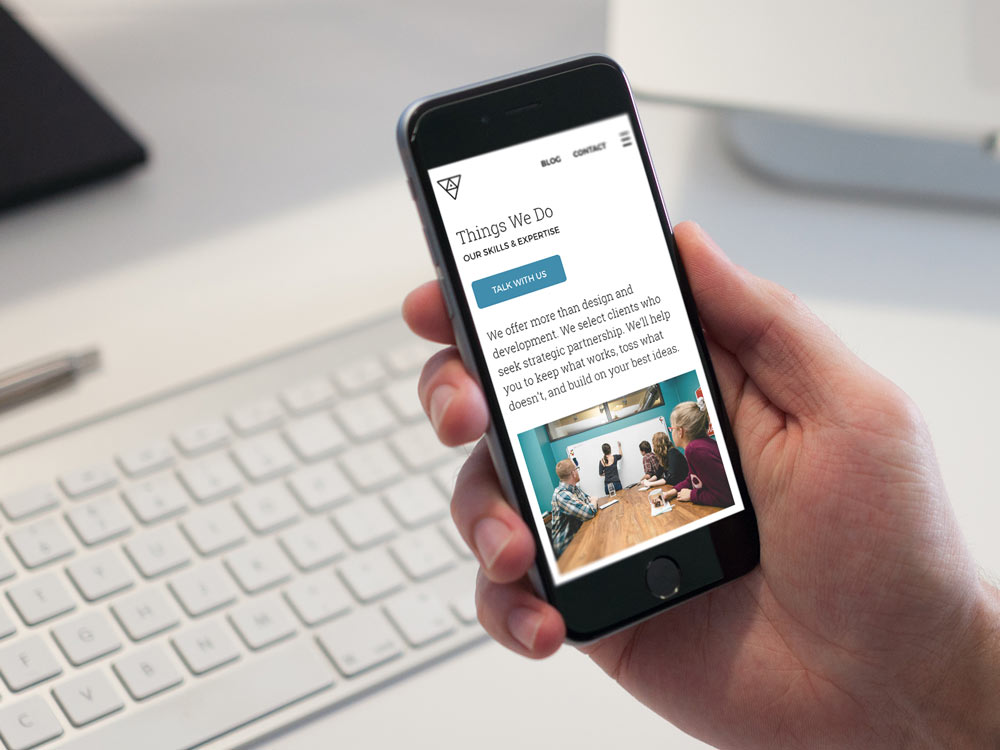 BLOG CONTACT
Things We Do
OUR SKILLS & EXPERTISE
TALK WITH US
We offer more than design and
development. We select clients who
seek strategic partnership. We'll help
you to keep what works, toss what
doesn't, and build on your best ideas.
F G H J
C V B N